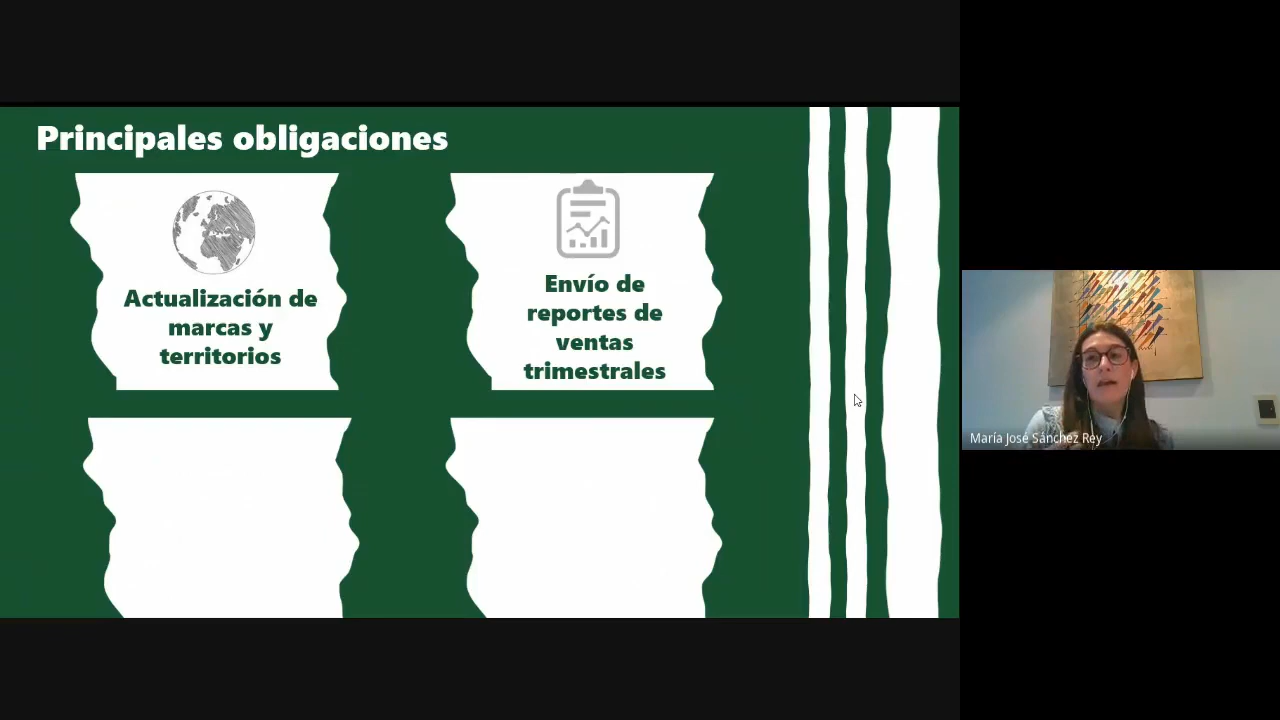 Principales obligaciones
Actualización de
marcas y
territorios
Envío de
reportes de
ventas
trimestrales
María José Sánchez Rey